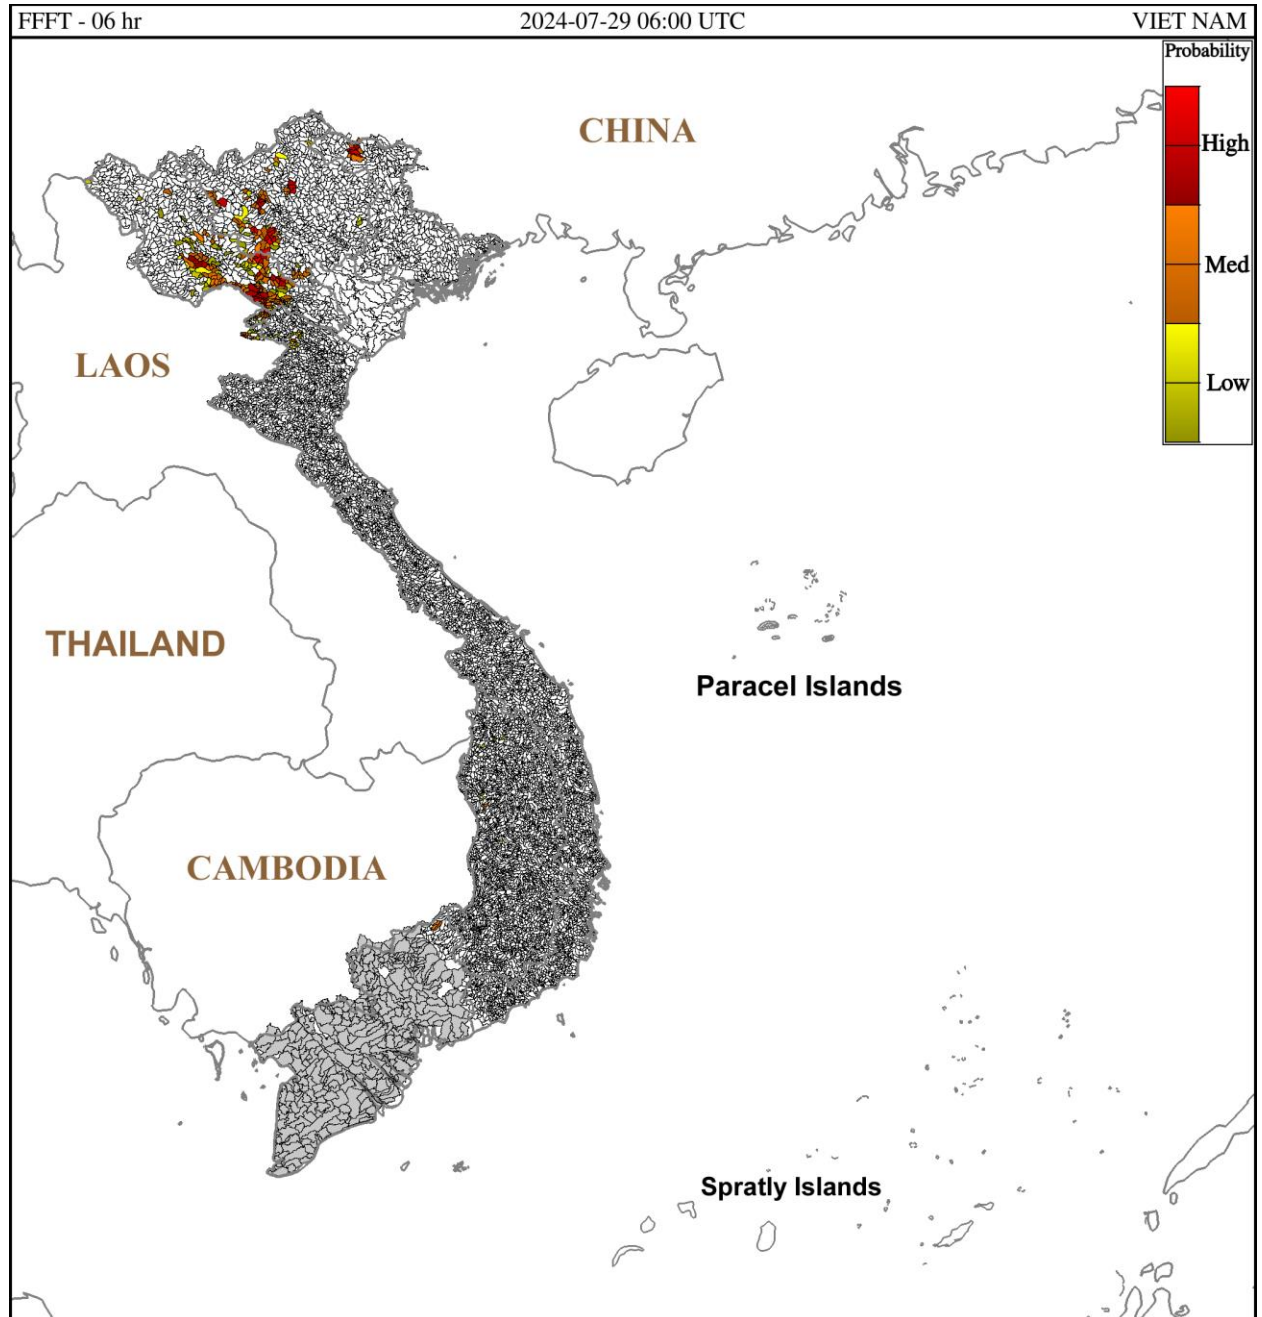 FFFT - 06 hr
2024-07-29 06:00 UTC
VIET NAM
Probability
High
Med
Low
CHINA
LAOS
THAILAND
Paracel Islands
CAMBODIA
Spratly Islands